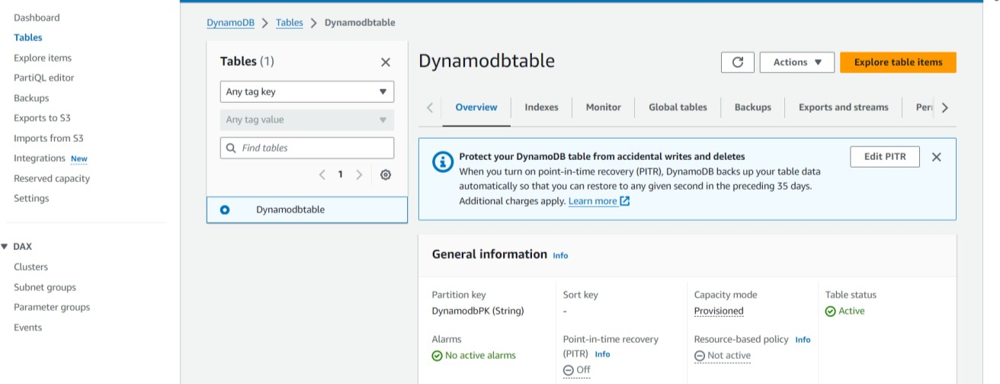 Dashboard
Tables
Explore items
PartiQL editor
Backups
Exports to S3
Imports from S3
Integrations New
Reserved capacity
Settings
DAX
Clusters
Subnet groups
Parameter groups
Events
DynamoDB > Tables > Dynamodbtable
Tables (1)
Any tag key
Any tag value
Find tables
1
Dynamodbtable
Dynamodbtable
Actions
Explore table items
Overview
Indexes
Monitor
Global tables
Backups
Exports and streams
Per
Protect your DynamoDB table from accidental writes and deletes
When you turn on point-in-time recovery (PITR), DynamoDB backs up your table data
automatically so that you can restore to any given second in the preceding 35 days.
Additional charges apply. Learn more
Edit PITR
General information Info
Partition key
DynamodbPK (String)
Sort key
-
Capacity mode
Provisioned
Table status
Active
Alarms
No active alarms
Point-in-time recovery
(PITR) Info
Off
Resource-based policy Info
Not active